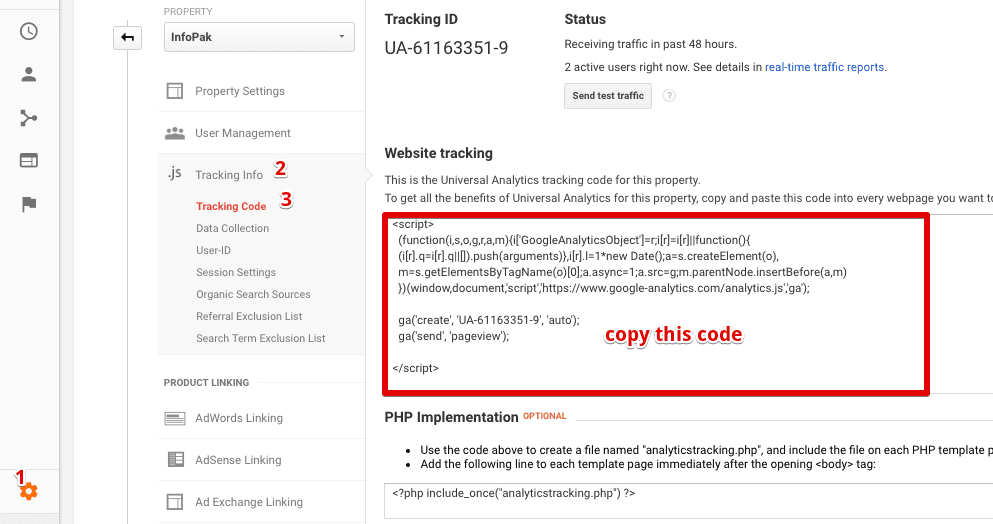 PROPERTY
InfoPak
Property Settings
User Management
.js Tracking Info 2
Tracking Code 3
Data Collection
User-ID
Session Settings
Organic Search Sources
Referral Exclusion List
Search Term Exclusion List
PRODUCT LINKING
AdWords Linking
AdSense Linking
Ad Exchange Linking
1
Tracking ID
UA-61163351-9
Status
Receiving traffic in past 48 hours.
2 active users right now. See details in real-time traffic reports.
Send test traffic ?
Website tracking
This is the Universal Analytics tracking code for this property.
To get all the benefits of Universal Analytics for this property, copy and paste this code into every webpage you want to
<script>
(function(i,s,o,g,r,a,m){i['GoogleAnalyticsObject']=r;i[r]=i[r]||function(){
(i[r].q=i[r].q||[]).push(arguments)},i[r].l=1*new Date();a=s.createElement(o),
m=s.getElementsByTagName(o)[0];a.async=1;a.src=g;m.parentNode.insertBefore(a,m)
})(window,document,'script','https://www.google-analytics.com/analytics.js','ga');
ga('create', 'UA-61163351-9', 'auto');
ga('send', 'pageview');
copy this code
</script>
PHP Implementation OPTIONAL
• Use the code above to create a file named "analyticstracking.php", and include the file on each PHP template p
• Add the following line to each template page immediately after the opening <body> tag:
<?php include_once("analyticstracking.php") ?>